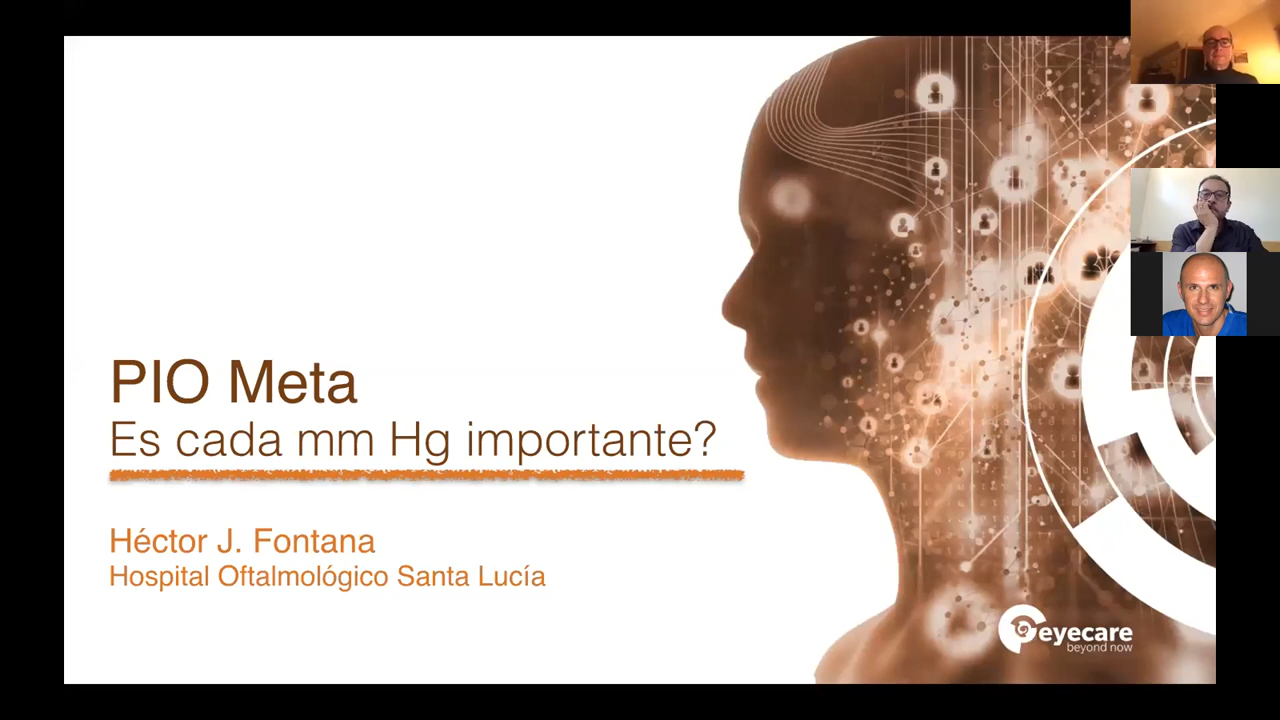 PIO Meta
Es cada mm Hg importante?
Héctor J. Fontana
Hospital Oftalmológico Santa Lucía
eyecare
beyond now